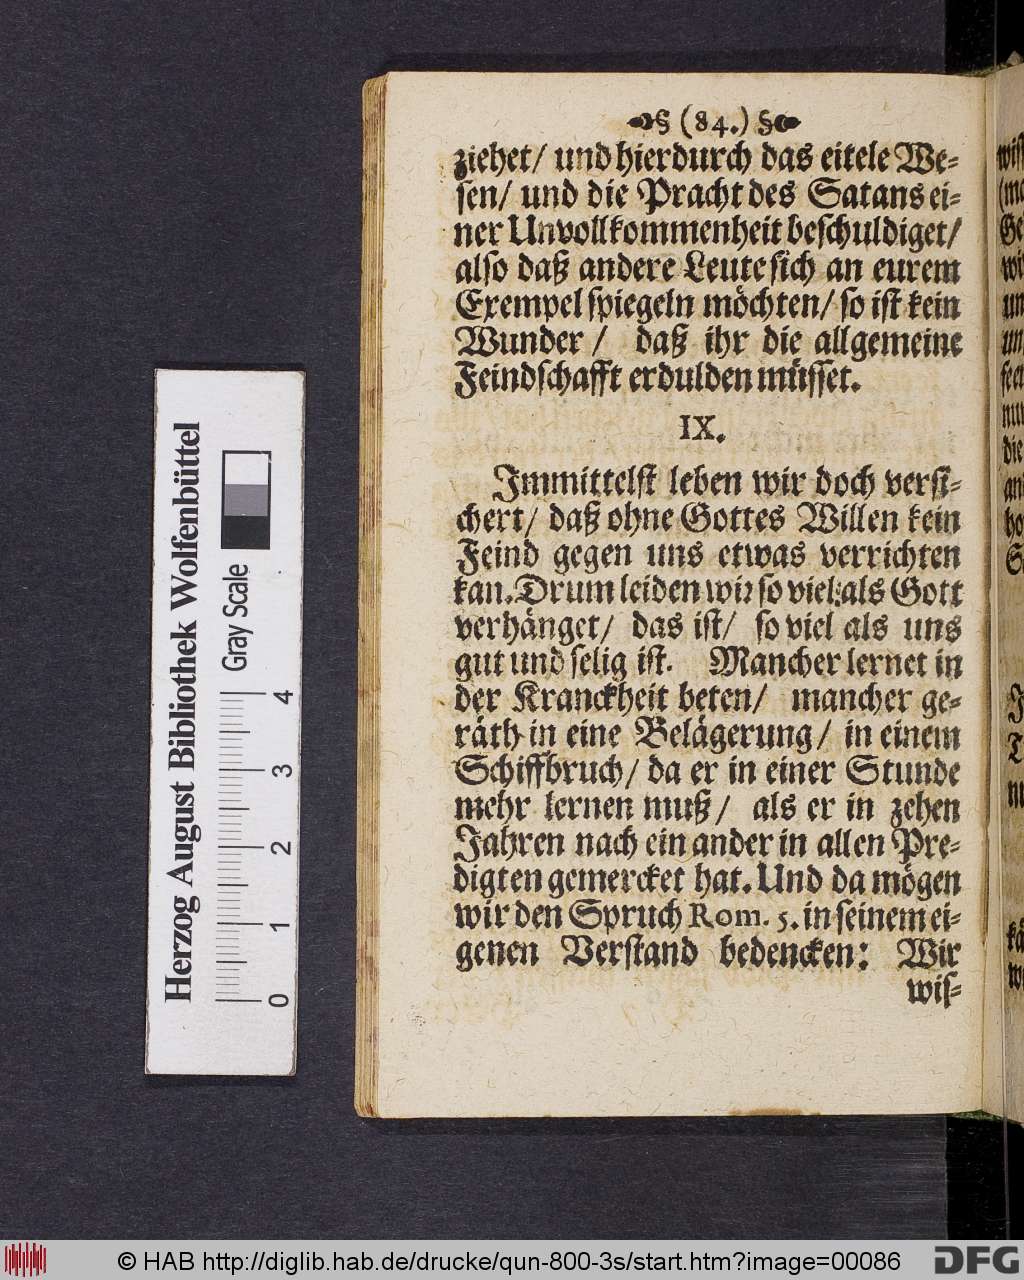 (84.)
ziehet/ und hierdurch das eitele We-
sen/ und die Pracht des Satans ei-
ner Unvollkommenheit beschuldiget/
also daß andere Leute sich an eurem
Exempel spiegeln möchten/ so ist kein
Wunder / daß ihr die allgemeine
Feindschafft erdulden müsset.
IX.
Immittelst leben wir doch versi-
chert/ daß ohne Gottes Willen kein
Feind gegen uns etwas verrichten
kan. Drum leiden wir so viel als Gott
verhänget/ das ist/ so viel als uns
gut und selig ist. Mancher lernet in
der Kranckheit beten/ mancher ge-
räth in eine Belägerung/ in einem
Schiffbruch/ da er in einer Stunde
mehr lernen muß/ als er in zehen
Jahren nach ein ander in allen Pre-
digten gemercket hat. Und da mögen
wir den Spruch Rom. 5. in seinem ei-
genen Verstand bedencken: Wir
wis-
Herzog August Bibliothek Wolfenbüttel
Gray Scale
0 1 2 3 4
© HAB http://diglib.hab.de/drucke/qun-800-3s/start.htm?image=00086
DFG